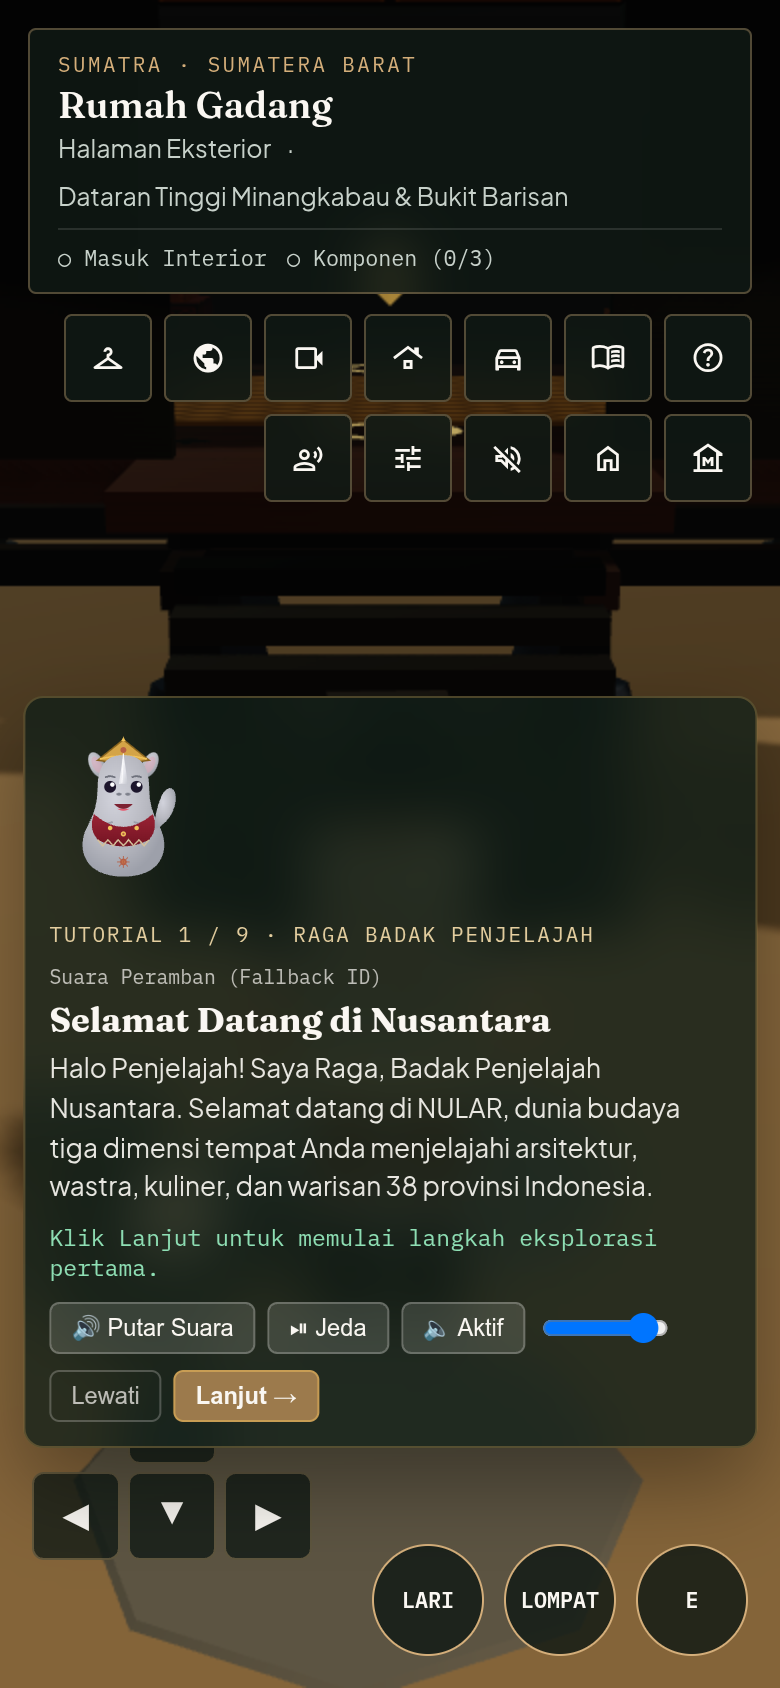 SUMATRA · SUMATERA BARAT
Rumah Gadang
Halaman Eksterior ·
Dataran Tinggi Minangkabau & Bukit Barisan
○ Masuk Interior ○ Komponen (0/3)
M
TUTORIAL 1 / 9 · RAGA BADAK PENJELAJAH
Suara Peramban (Fallback ID)
Selamat Datang di Nusantara
Halo Penjelajah! Saya Raga, Badak Penjelajah
Nusantara. Selamat datang di NULAR, dunia budaya
tiga dimensi tempat Anda menjelajahi arsitektur,
wastra, kuliner, dan warisan 38 provinsi Indonesia.
Klik Lanjut untuk memulai langkah eksplorasi
pertama.
🔊 Putar Suara ⏯ Jeda 🔈 Aktif
Lewati Lanjut →
◀ ▼ ▶
LARI LOMPAT E